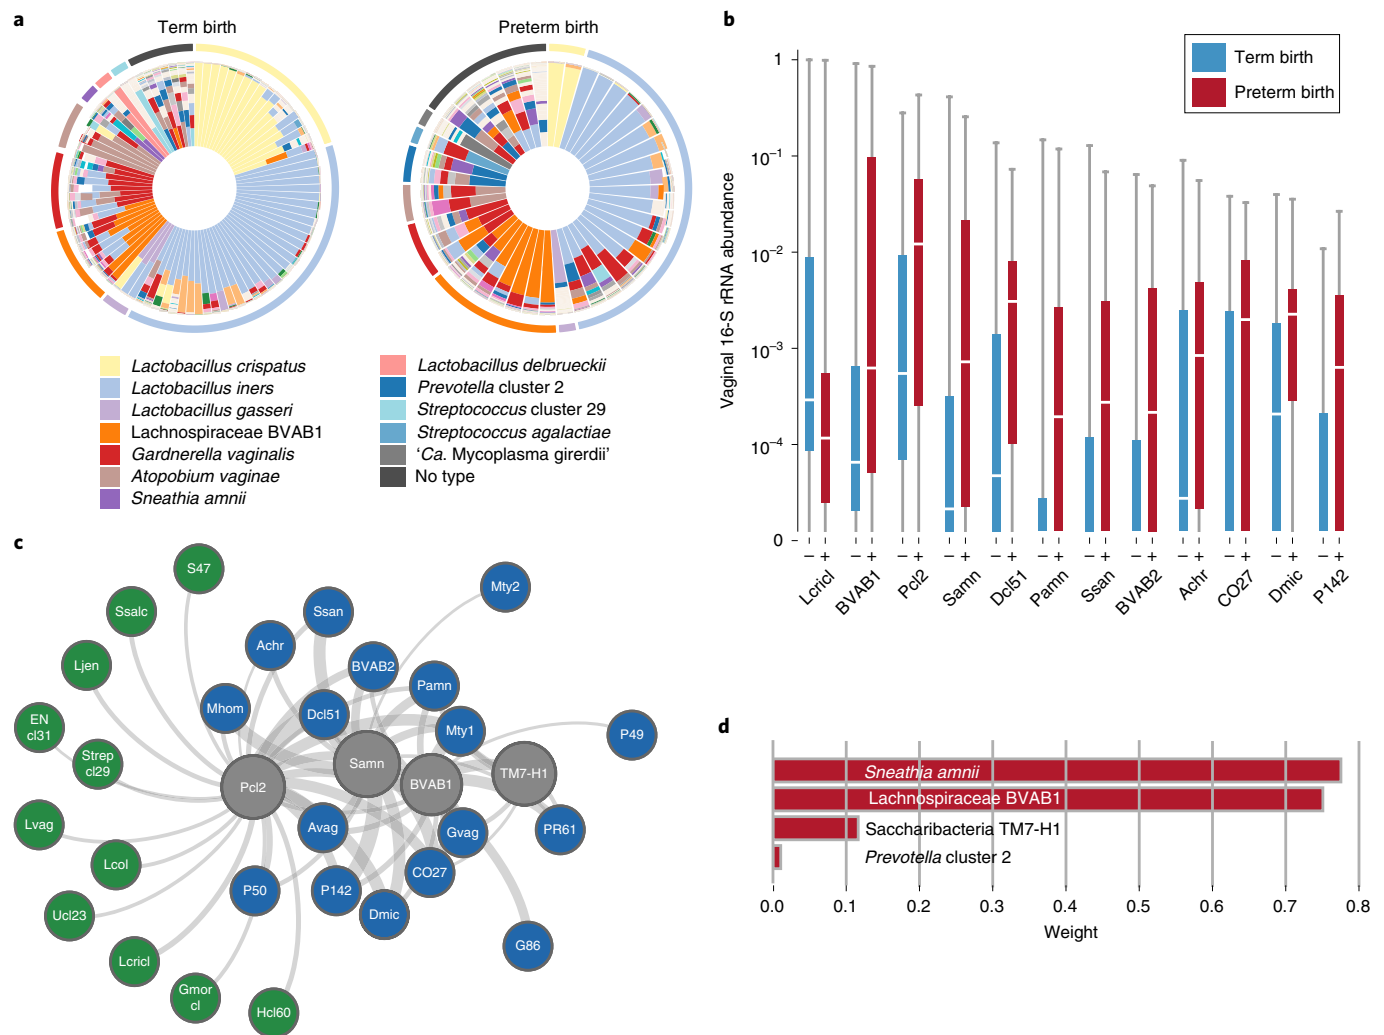 a
Term birth
Preterm birth
Lactobacillus crispatus
Lactobacillus iners
Lactobacillus gasseri
Lachnospiraceae BVAB1
Gardnerella vaginalis
Atopobium vaginae
Sneathia amnii
Lactobacillus delbrueckii
Prevotella cluster 2
Streptococcus cluster 29
Streptococcus agalactiae
'Ca. Mycoplasma girerdii'
No type
b
Term birth
Preterm birth
Vaginal 16-S rRNA abundance
1
10−1
10−2
10−3
10−4
0
− + − + − + − + − + − + − + − + − + − + − + − +
Lcricl
BVAB1
Pcl2
Samn
Dcl51
Pamn
Ssan
BVAB2
Achr
CO27
Dmic
P142
c
S47
Ssalc
Ljen
EN
cl31
Strep
cl29
Lvag
Lcol
Ucl23
Lcricl
Gmor
cl
Hcl60
Mty2
Ssan
Achr
BVAB2
Pamn
Mhom
Dcl51
Mty1
P49
Samn
TM7-H1
Pcl2
BVAB1
Avag
Gvag
PR61
CO27
P50
P142
Dmic
G86
d
Sneathia amnii
Lachnospiraceae BVAB1
Saccharibacteria TM7-H1
Prevotella cluster 2
0.0 0.1 0.2 0.3 0.4 0.5 0.6 0.7 0.8
Weight